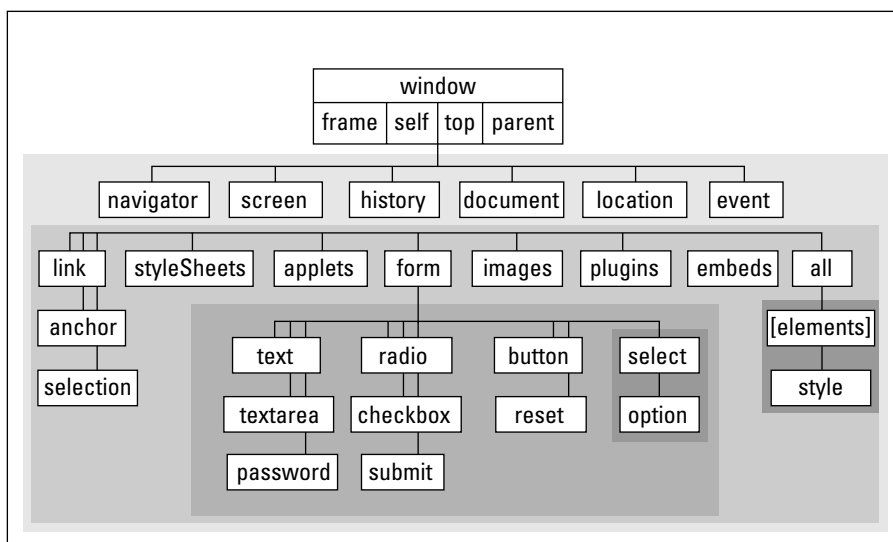 window
frame self top parent
navigator screen history document location event
link styleSheets applets form images plugins embeds all
anchor [elements]
text radio button select
selection style
textarea checkbox reset option
password submit